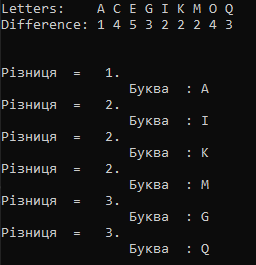 Letters: A C E G I K M O Q
Difference: 1 4 5 3 2 2 2 4 3
Різниця = 1.
Буква : A
Різниця = 2.
Буква : I
Різниця = 2.
Буква : K
Різниця = 2.
Буква : M
Різниця = 3.
Буква : G
Різниця = 3.
Буква : Q